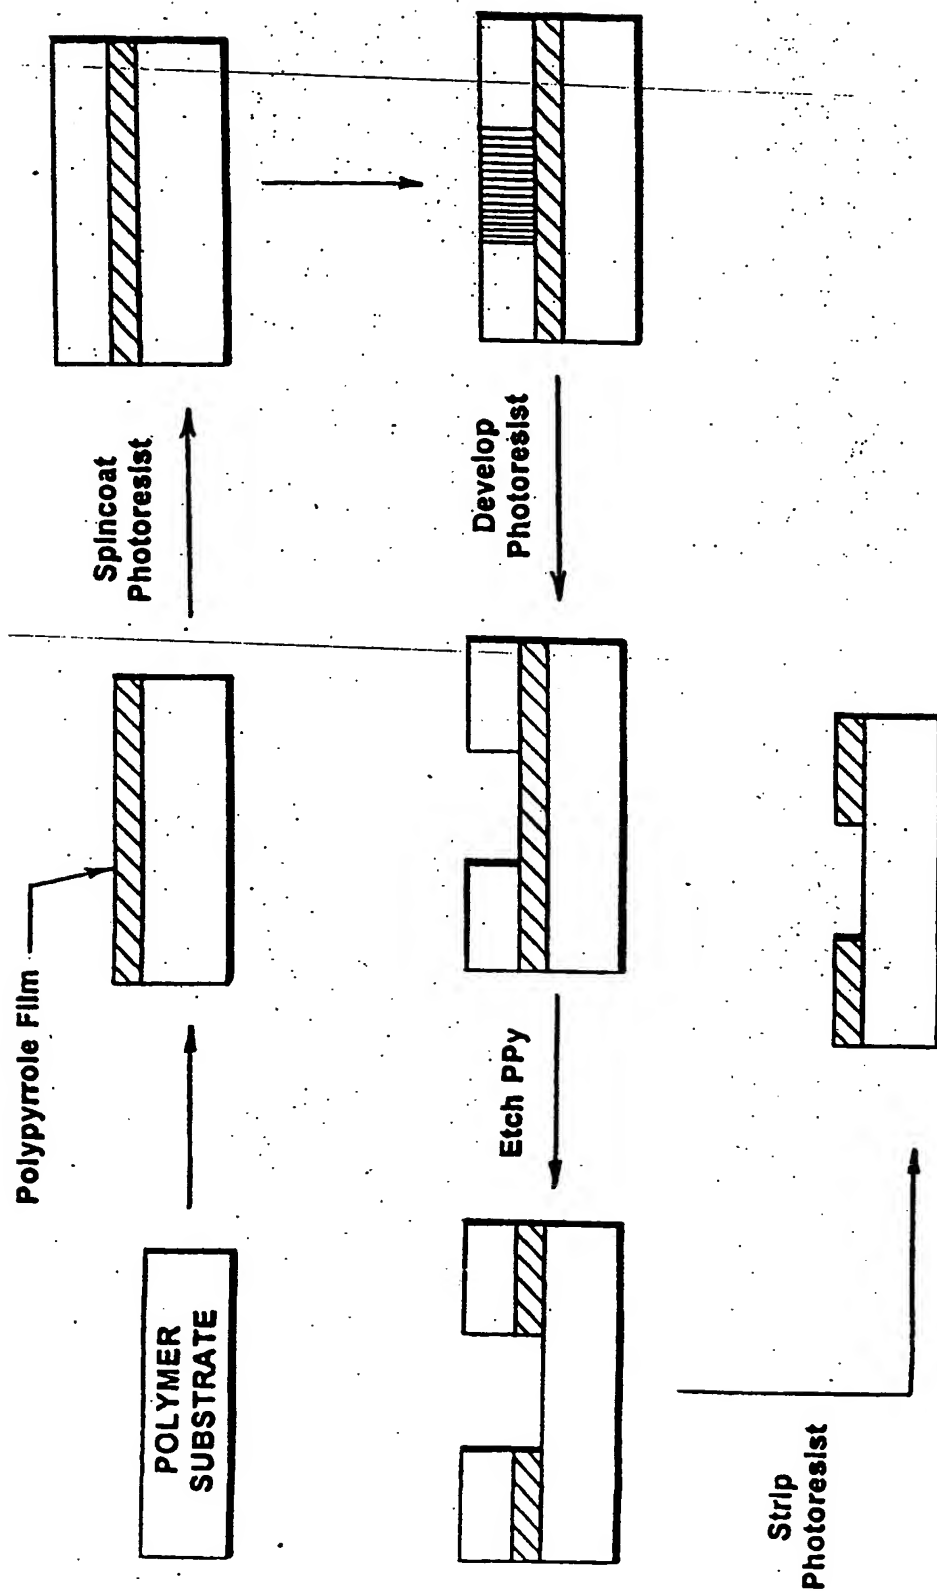 Polypyrrole Film
POLYMER
SUBSTRATE
Spincoat
Photoresist
Develop
Photoresist
Etch PPy
Strip
Photoresist